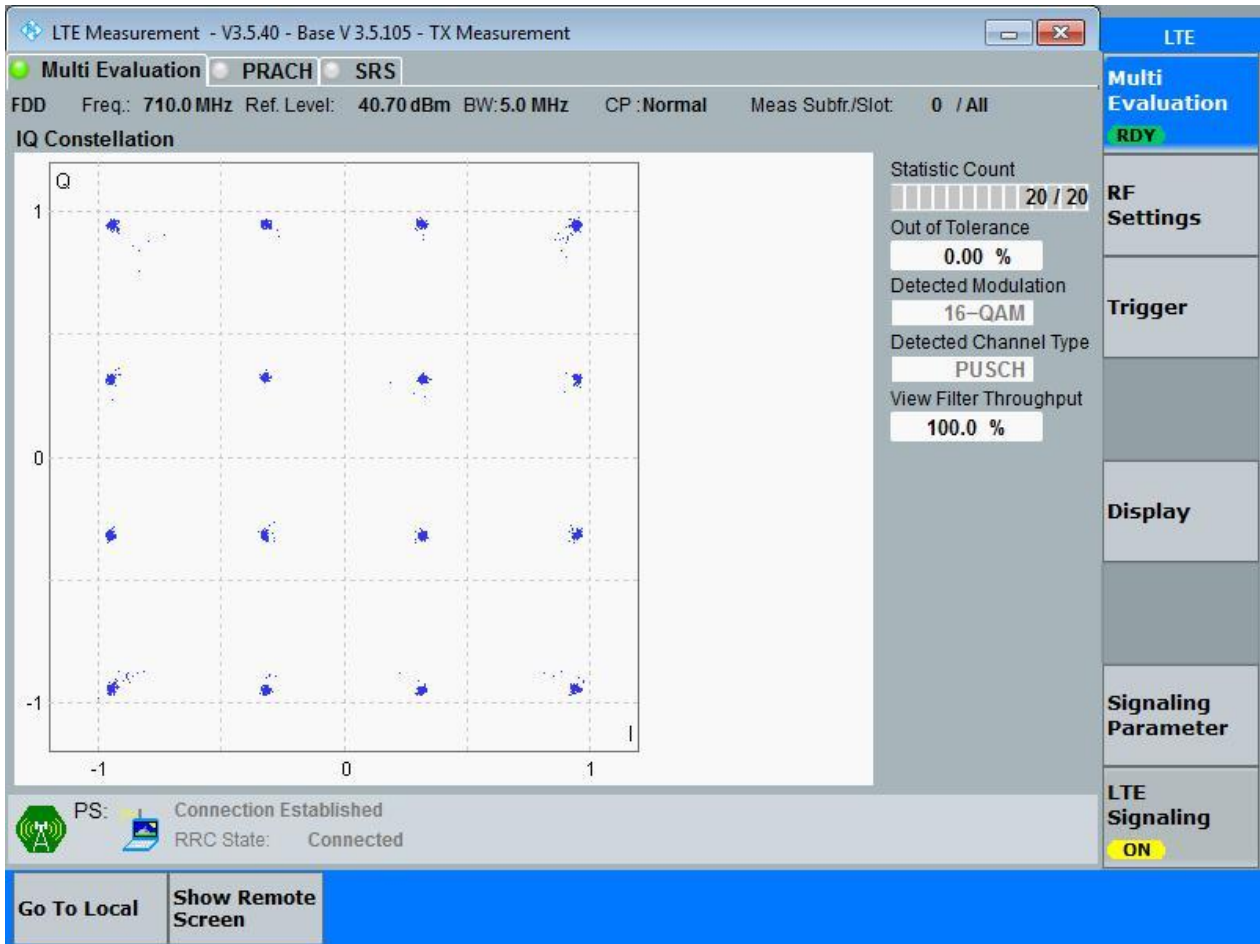 LTE Measurement - V3.5.40 - Base V 3.5.105 - TX Measurement
LTE
Multi Evaluation PRACH SRS
Multi
Evaluation
RDY
FDD Freq.: 710.0 MHz Ref. Level: 40.70 dBm BW: 5.0 MHz CP : Normal Meas Subfr./Slot: 0 / All
IQ Constellation
Q
1
0
-1
I
-1 0 1
Statistic Count
20 / 20
Out of Tolerance
0.00 %
Detected Modulation
16-QAM
Detected Channel Type
PUSCH
View Filter Throughput
100.0 %
RF
Settings
Trigger
Display
Signaling
Parameter
LTE
Signaling
ON
PS: Connection Established
RRC State: Connected
Go To Local
Show Remote
Screen